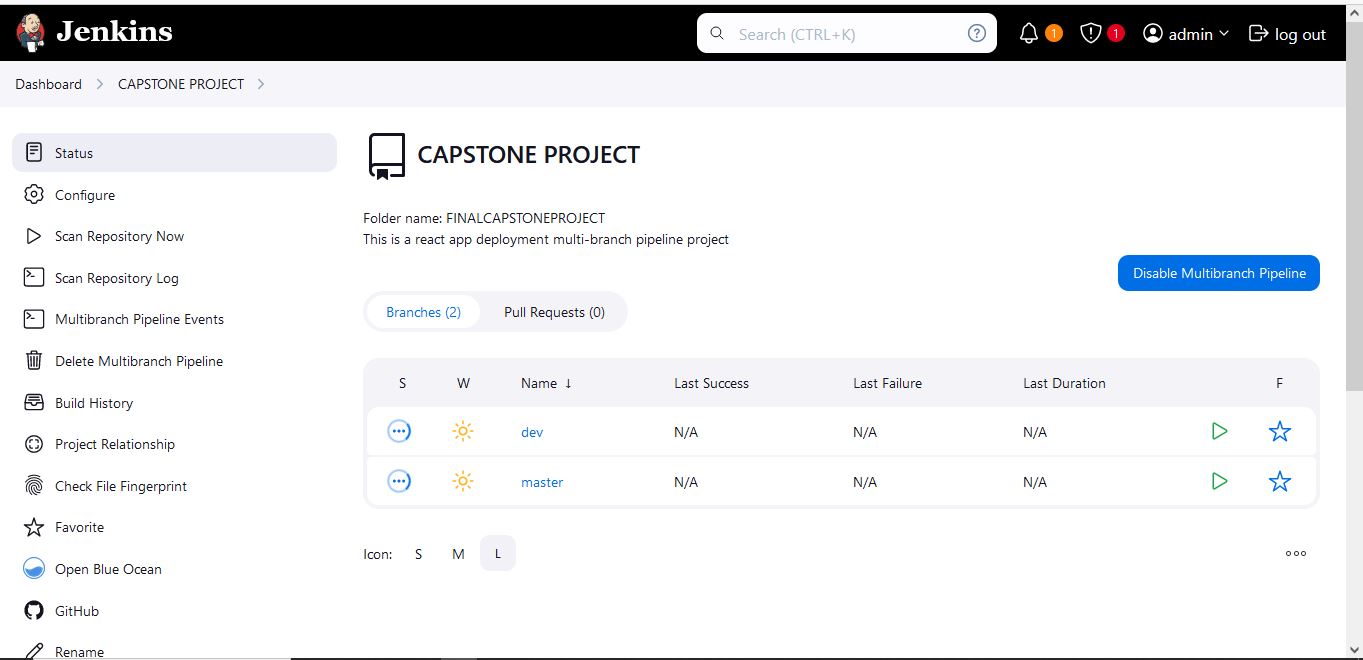 Jenkins
Search (CTRL+K)
?
1
1
admin
log out
Dashboard
CAPSTONE PROJECT
Status
Configure
Scan Repository Now
Scan Repository Log
Multibranch Pipeline Events
Delete Multibranch Pipeline
Build History
Project Relationship
Check File Fingerprint
Favorite
Open Blue Ocean
GitHub
Rename
CAPSTONE PROJECT
Folder name: FINALCAPSTONEPROJECT
This is a react app deployment multi-branch pipeline project
Disable Multibranch Pipeline
Branches (2) Pull Requests (0)
S W Name ↓ Last Success Last Failure Last Duration F
dev N/A N/A N/A
master N/A N/A N/A
Icon: S M L